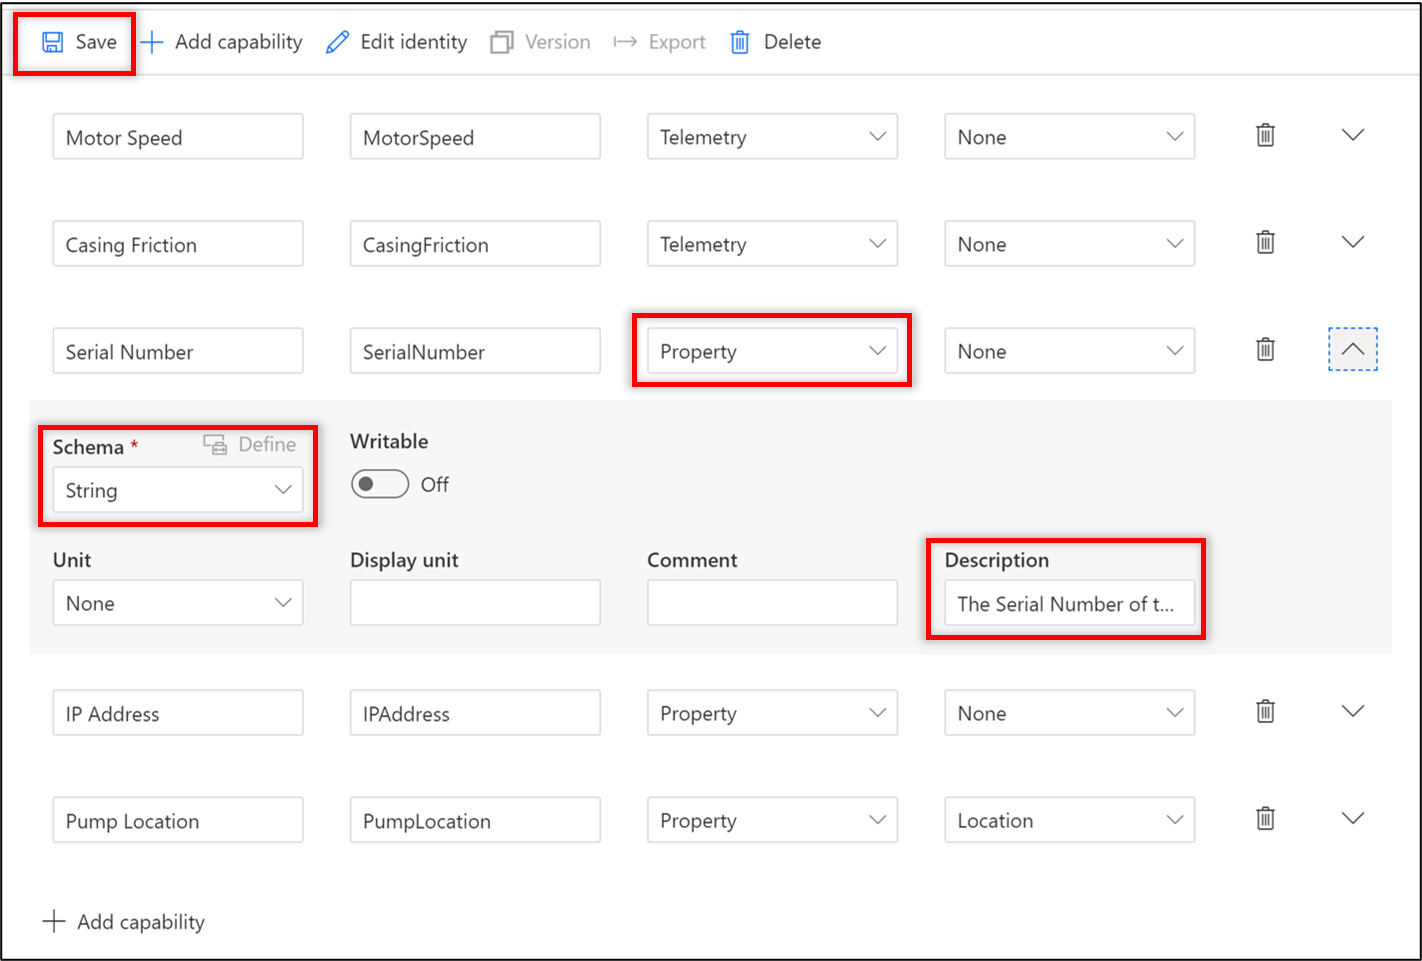 Save Add capability Edit identity Version Export Delete
Motor Speed MotorSpeed Telemetry None
Casing Friction CasingFriction Telemetry None
Serial Number SerialNumber Property None
Schema * Define Writable
String Off
Unit Display unit Comment Description
None The Serial Number of t...
IP Address IPAddress Property None
Pump Location PumpLocation Property Location
Add capability